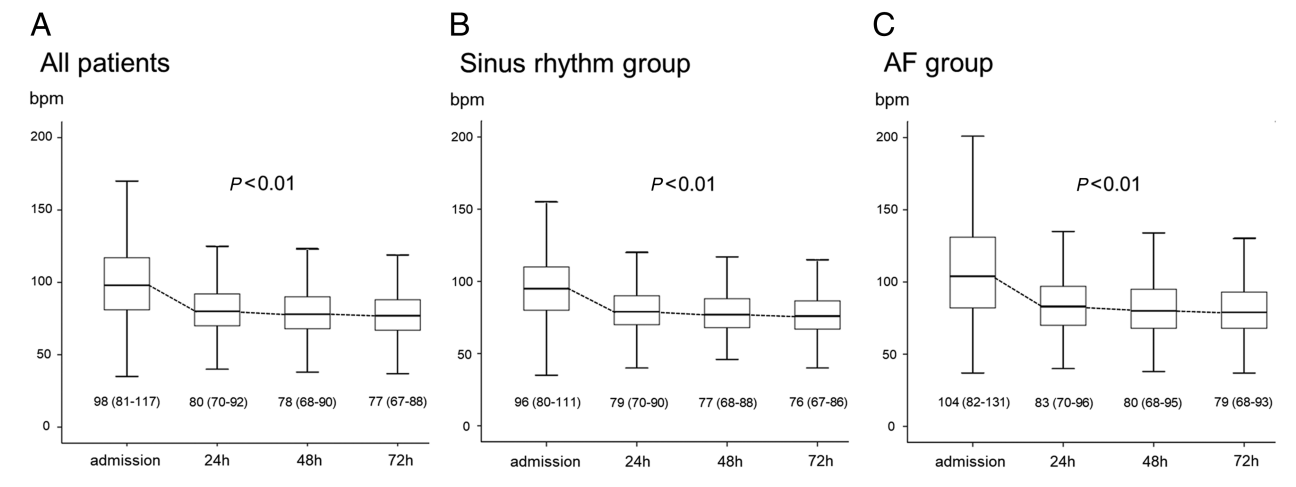 A
All patients
bpm
200
150
100
50
0
P<0.01
98 (81-117) 80 (70-92) 78 (68-90) 77 (67-88)
admission 24h 48h 72h
B
Sinus rhythm group
bpm
200
150
100
50
0
P<0.01
96 (80-111) 79 (70-90) 77 (68-88) 76 (67-86)
admission 24h 48h 72h
C
AF group
bpm
200
150
100
50
0
P<0.01
104 (82-131) 83 (70-96) 80 (68-95) 79 (68-93)
admission 24h 48h 72h